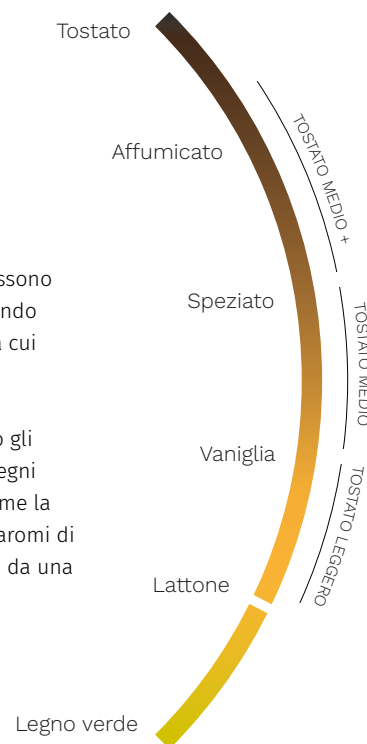 Tostato
TOSTATO MEDIO +
Affumicato
ssono
ndo
Speziato
a cui
TOSTATO MEDIO
o gli
egni
Vaniglia
me la
aromi di
da una
TOSTATO LEGGERO
Lattone
Legno verde